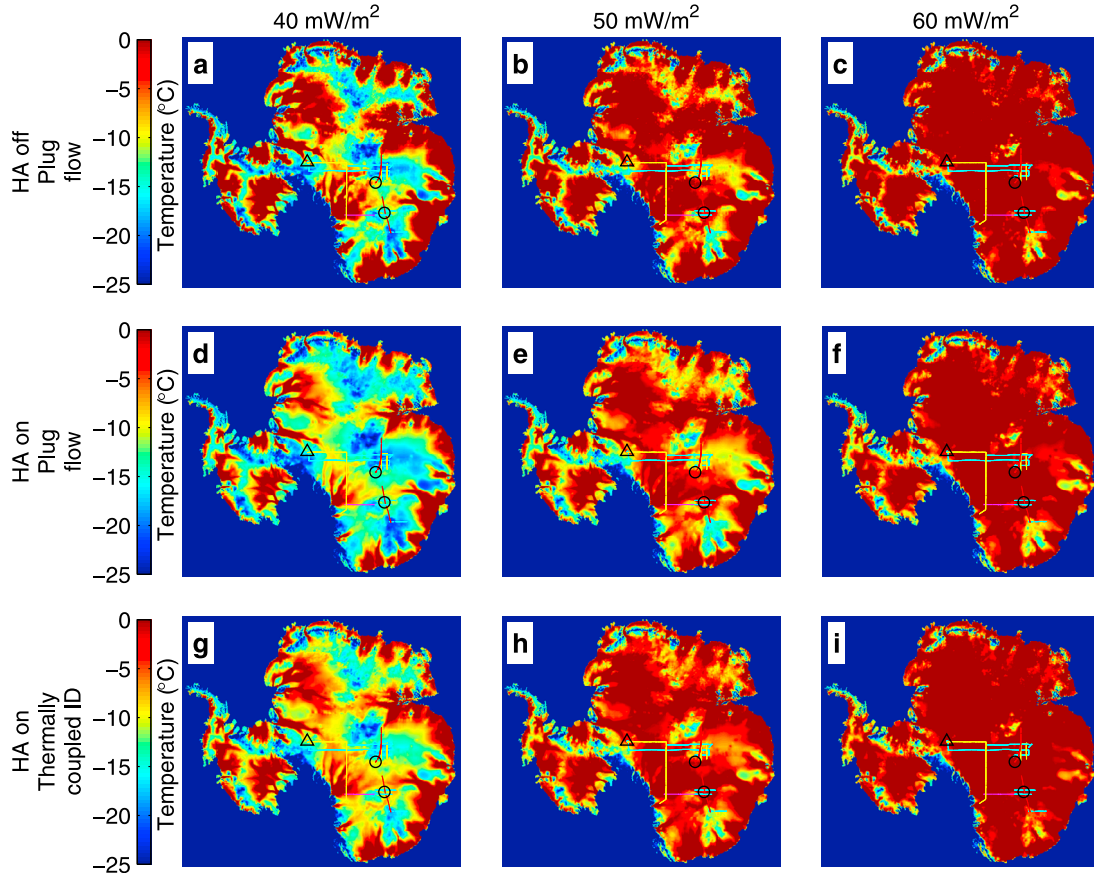 40 mW/m²
50 mW/m²
60 mW/m²
HA off
Plug
flow
Temperature (°C)
0
−5
−10
−15
−20
−25
a
b
c
HA on
Plug
flow
Temperature (°C)
0
−5
−10
−15
−20
−25
d
e
f
HA on
Thermally
coupled ID
Temperature (°C)
0
−5
−10
−15
−20
−25
g
h
i